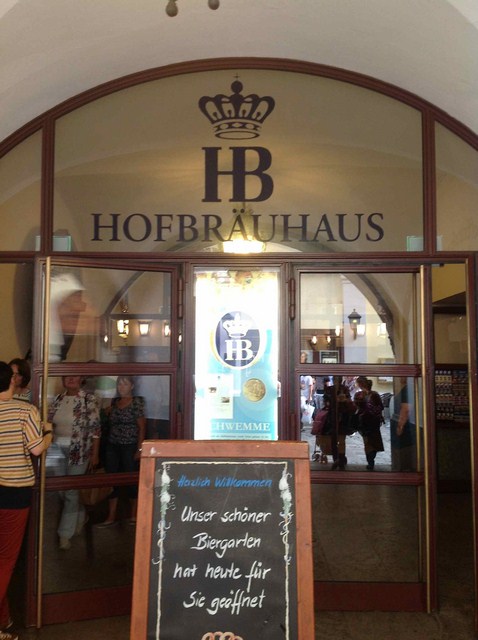 HB
HOFBRÄUHAUS
HB
SCHWEMME
Herzlich Willkommen
Unser schöner
Biergarten
hat heute für
Sie geöffnet